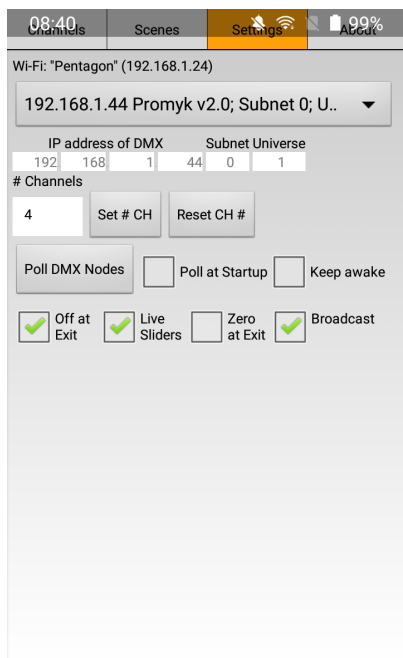 08:40 99%
Channels Scenes Settings About
Wi-Fi: "Pentagon" (192.168.1.24)
192.168.1.44 Promyk v2.0; Subnet 0; U..
IP address of DMX Subnet Universe
192 168 1 44 0 1
# Channels
4 Set # CH Reset CH #
Poll DMX Nodes Poll at Startup Keep awake
Off at Live Zero Broadcast
Exit Sliders at Exit